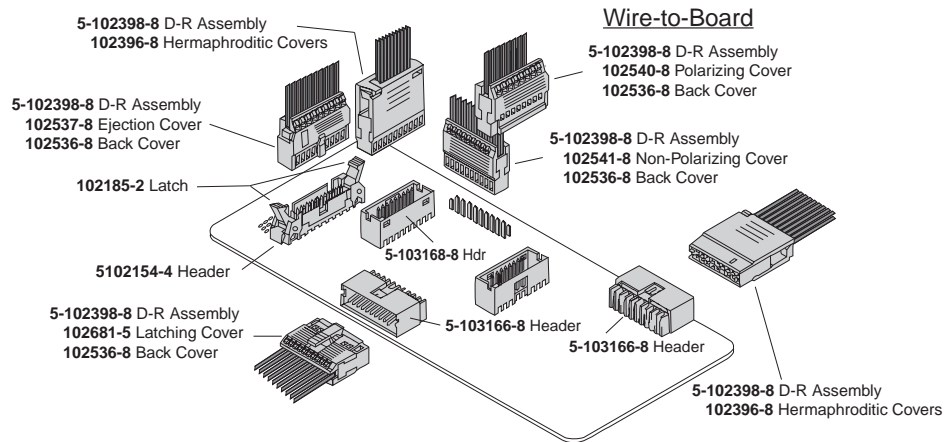 Wire-to-Board
5-102398-8 D-R Assembly
102396-8 Hermaphroditic Covers
5-102398-8 D-R Assembly
102540-8 Polarizing Cover
102536-8 Back Cover
5-102398-8 D-R Assembly
102537-8 Ejection Cover
102536-8 Back Cover
5-102398-8 D-R Assembly
102541-8 Non-Polarizing Cover
102536-8 Back Cover
102185-2 Latch
5-103168-8 Hdr
5102154-4 Header
5-102398-8 D-R Assembly
102681-5 Latching Cover
102536-8 Back Cover
5-103166-8 Header
5-103166-8 Header
5-102398-8 D-R Assembly
102396-8 Hermaphroditic Covers